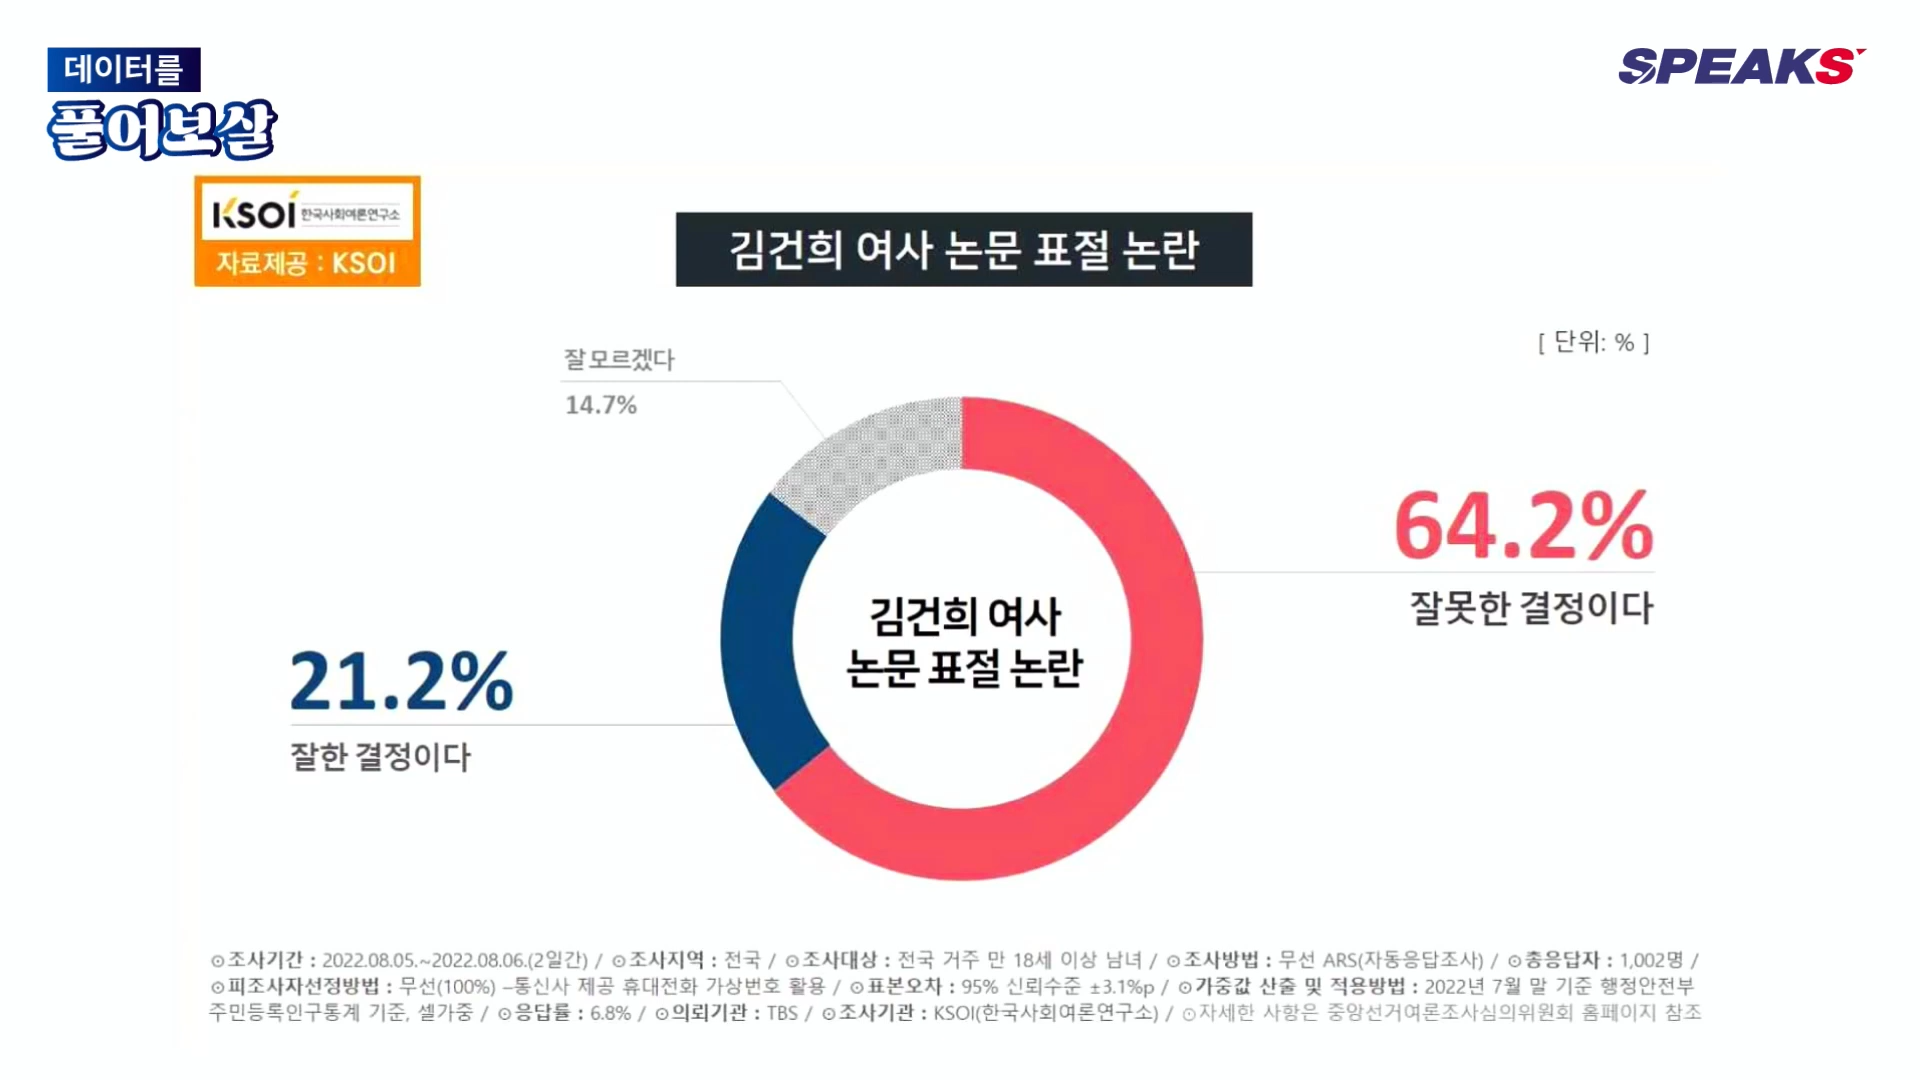 데이터를
풀어보살
SPEAKS
KSOI 한국사회여론연구소
자료제공 : KSOI
김건희 여사 논문 표절 논란
[ 단위: % ]
잘 모르겠다
14.7%
64.2%
잘못한 결정이다
김건희 여사
논문 표절 논란
21.2%
잘한 결정이다
⊙조사기간 : 2022.08.05.~2022.08.06.(2일간) / ⊙조사지역 : 전국 / ⊙조사대상 : 전국 거주 만 18세 이상 남녀 / ⊙조사방법 : 무선 ARS(자동응답조사) / ⊙총응답자 : 1,002명 /
⊙피조사자선정방법 : 무선(100%) –통신사 제공 휴대전화 가상번호 활용 / ⊙표본오차 : 95% 신뢰수준 ±3.1%p / ⊙가중값 산출 및 적용방법 : 2022년 7월 말 기준 행정안전부
주민등록인구통계 기준, 셀가중 / ⊙응답률 : 6.8% / ⊙의뢰기관 : TBS / ⊙조사기관 : KSOI(한국사회여론연구소) / ⊙자세한 사항은 중앙선거여론조사심의위원회 홈페이지 참조